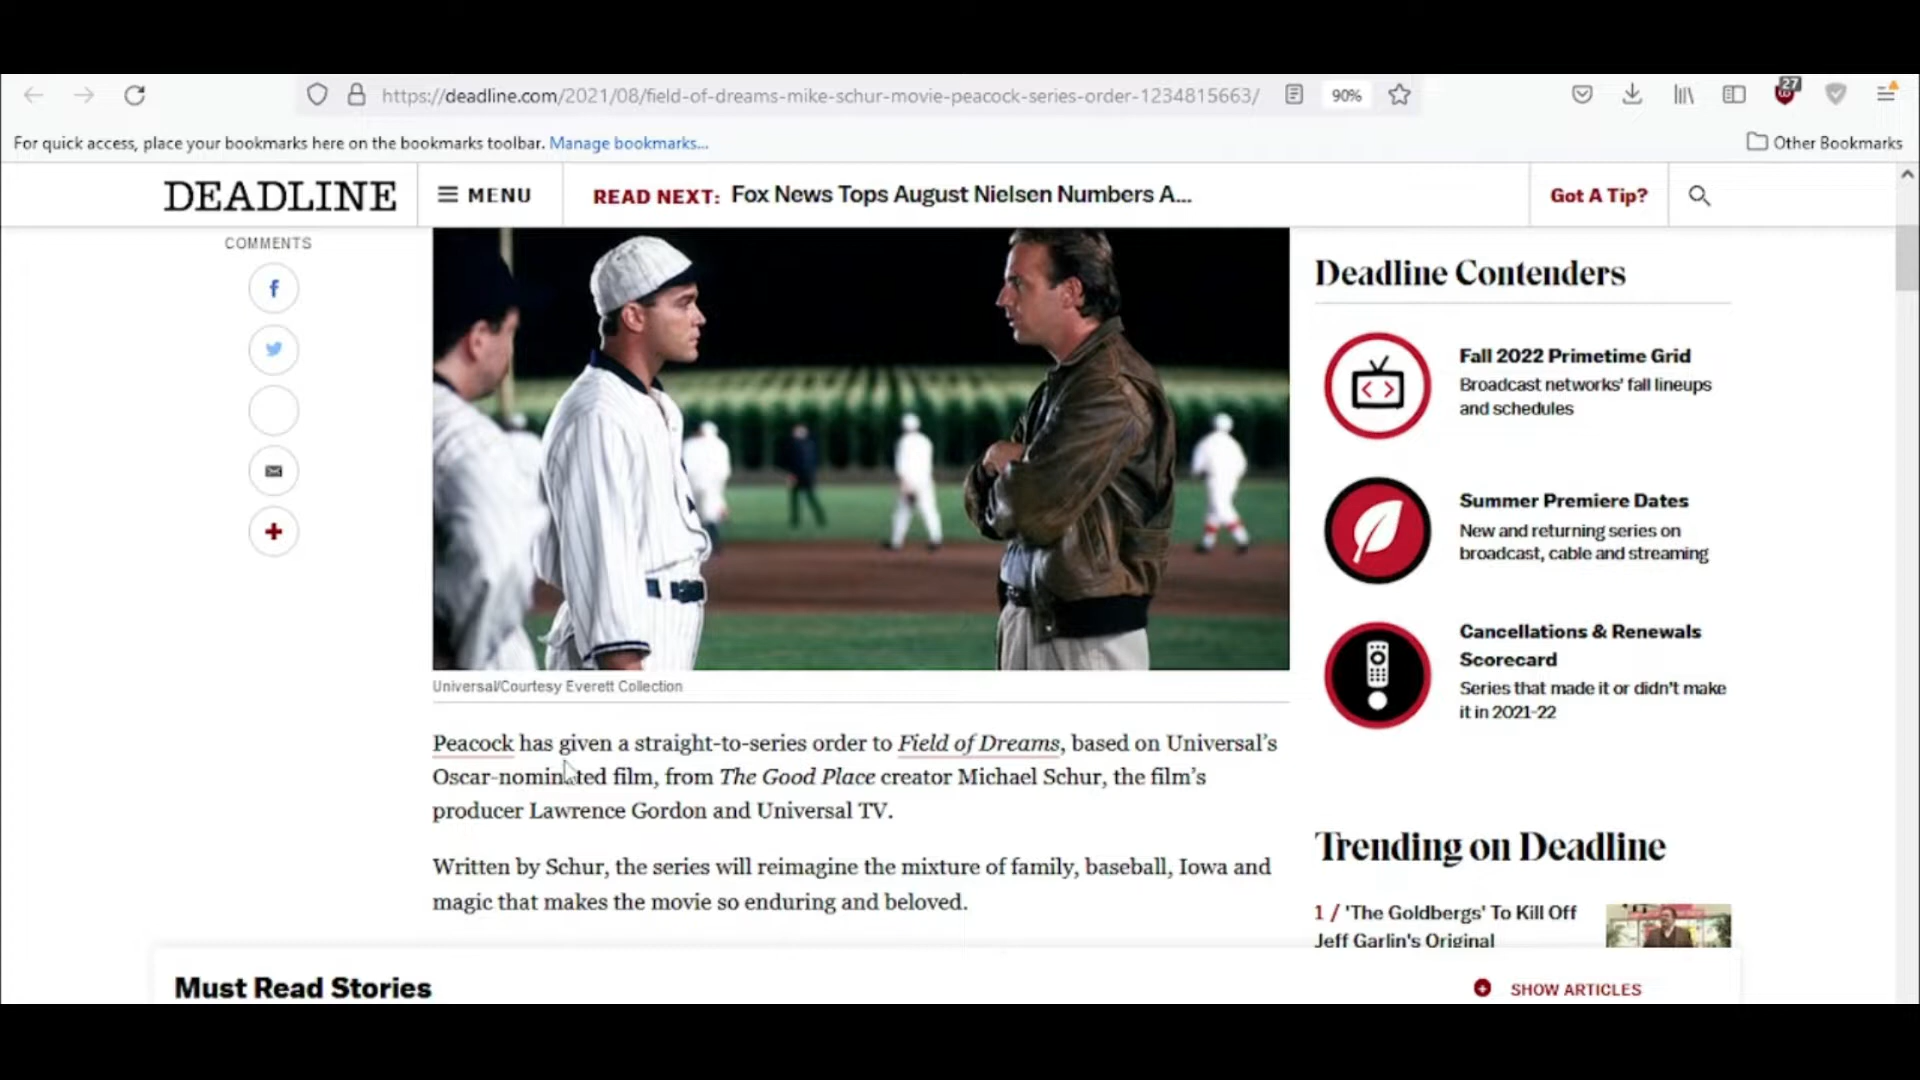 https://deadline.com/2021/08/field-of-dreams-mike-schur-movie-peacock-series-order-1234815663/
90%
27
For quick access, place your bookmarks here on the bookmarks toolbar. Manage bookmarks...
Other Bookmarks
DEADLINE
MENU
READ NEXT: Fox News Tops August Nielsen Numbers A...
Got A Tip?
COMMENTS
Universal/Courtesy Everett Collection
Peacock has given a straight-to-series order to Field of Dreams, based on Universal’s
Oscar-nominated film, from The Good Place creator Michael Schur, the film’s
producer Lawrence Gordon and Universal TV.
Written by Schur, the series will reimagine the mixture of family, baseball, Iowa and
magic that makes the movie so enduring and beloved.
Deadline Contenders
Fall 2022 Primetime Grid
Broadcast networks' fall lineups
and schedules
Summer Premiere Dates
New and returning series on
broadcast, cable and streaming
Cancellations & Renewals
Scorecard
Series that made it or didn't make
it in 2021-22
Trending on Deadline
1 / 'The Goldbergs' To Kill Off
Jeff Garlin's Original
Must Read Stories
SHOW ARTICLES